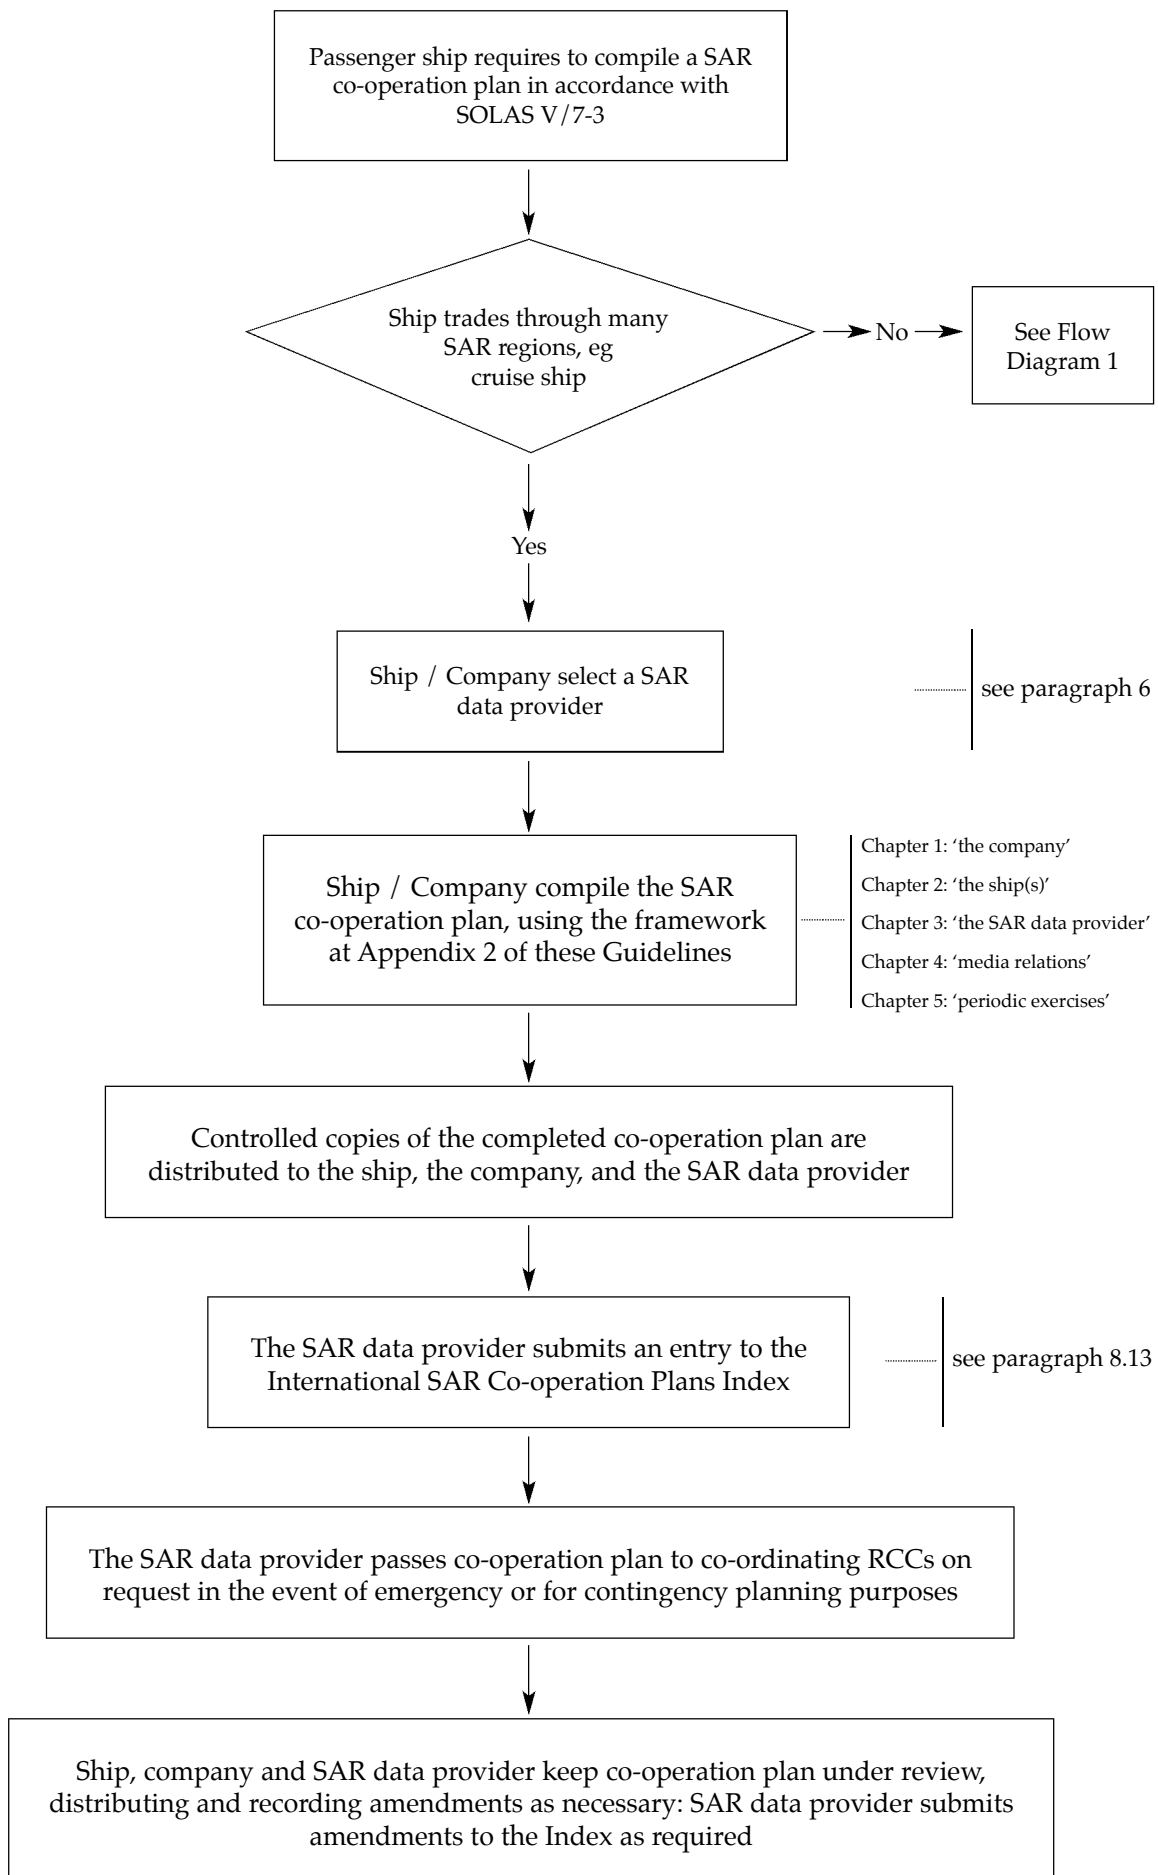 Passenger ship requires to compile a SAR
co-operation plan in accordance with
SOLAS V/7-3
Ship trades through many
SAR regions, eg
cruise ship
No
See Flow
Diagram 1
Yes
Ship / Company select a SAR
data provider
see paragraph 6
Ship / Company compile the SAR
co-operation plan, using the framework
at Appendix 2 of these Guidelines
Chapter 1: ‘the company’
Chapter 2: ‘the ship(s)’
Chapter 3: ‘the SAR data provider’
Chapter 4: ‘media relations’
Chapter 5: ‘periodic exercises’
Controlled copies of the completed co-operation plan are
distributed to the ship, the company, and the SAR data provider
The SAR data provider submits an entry to the
International SAR Co-operation Plans Index
see paragraph 8.13
The SAR data provider passes co-operation plan to co-ordinating RCCs on
request in the event of emergency or for contingency planning purposes
Ship, company and SAR data provider keep co-operation plan under review,
distributing and recording amendments as necessary: SAR data provider submits
amendments to the Index as required